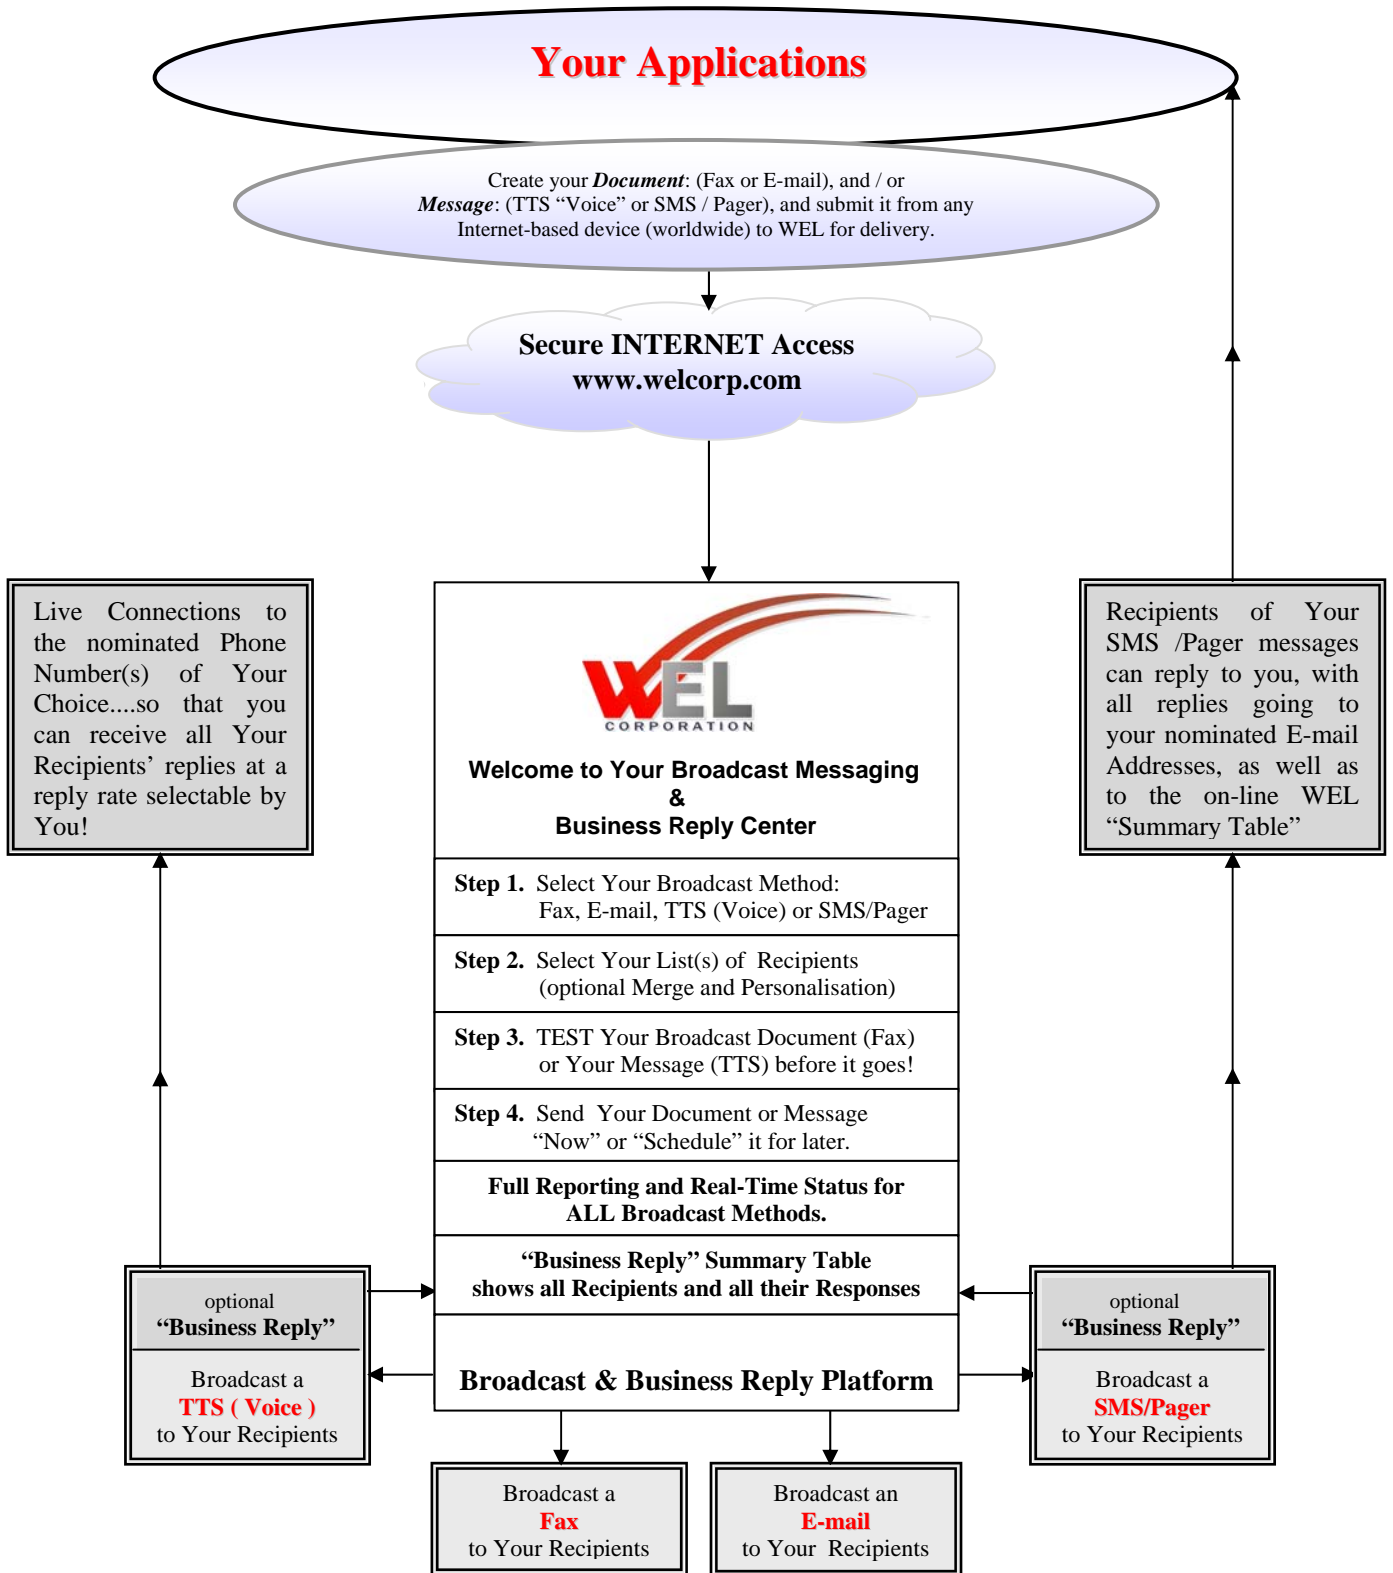 Your Applications
Create your Document: (Fax or E-mail), and / or
Message: (TTS “Voice” or SMS / Pager), and submit it from any
Internet-based device (worldwide) to WEL for delivery.
Secure INTERNET Access
www.welcorp.com
Live Connections to
the nominated Phone
Number(s) of Your
Choice....so that you
can receive all Your
Recipients’ replies at a
reply rate selectable by
You!
WEL
CORPORATION
Welcome to Your Broadcast Messaging
&
Business Reply Center
Step 1. Select Your Broadcast Method:
Fax, E-mail, TTS (Voice) or SMS/Pager
Step 2. Select Your List(s) of Recipients
(optional Merge and Personalisation)
Step 3. TEST Your Broadcast Document (Fax)
or Your Message (TTS) before it goes!
Step 4. Send Your Document or Message
“Now” or “Schedule” it for later.
Full Reporting and Real-Time Status for
ALL Broadcast Methods.
“Business Reply” Summary Table
shows all Recipients and all their Responses
Broadcast & Business Reply Platform
Recipients of Your
SMS /Pager messages
can reply to you, with
all replies going to
your nominated E-mail
Addresses, as well as
to the on-line WEL
“Summary Table”
optional
“Business Reply”
Broadcast a
TTS ( Voice )
to Your Recipients
optional
“Business Reply”
Broadcast a
SMS/Pager
to Your Recipients
Broadcast a
Fax
to Your Recipients
Broadcast an
E-mail
to Your Recipients